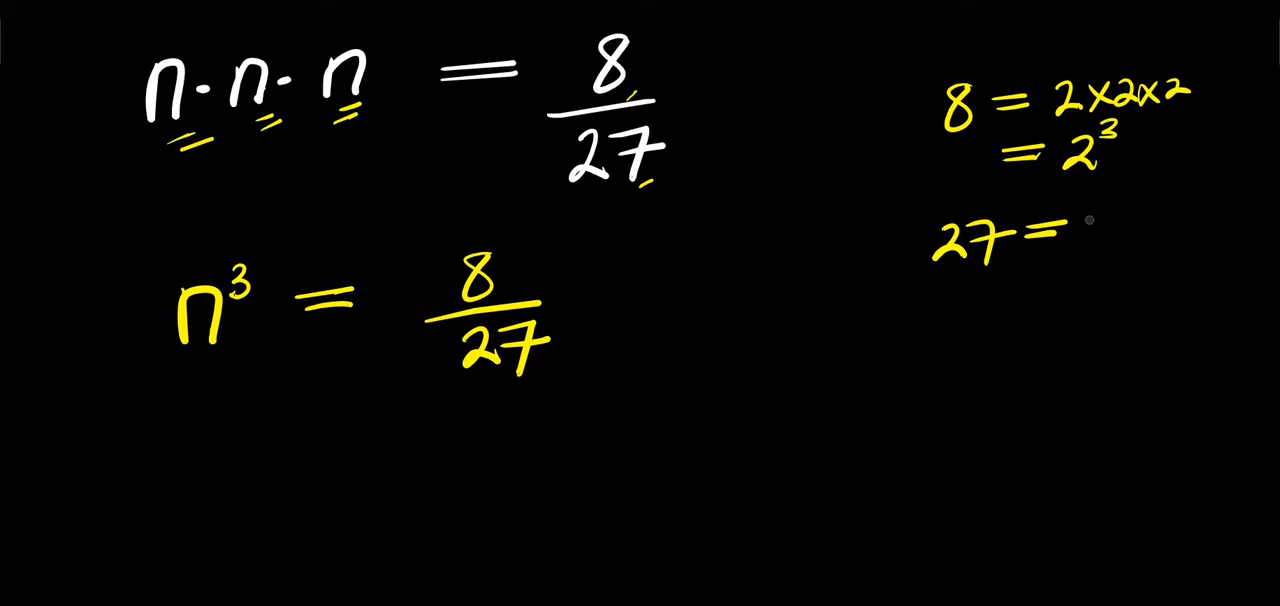 n · n · n = 8/27
n³ = 8/27
8 = 2×2×2
= 2³
27 =